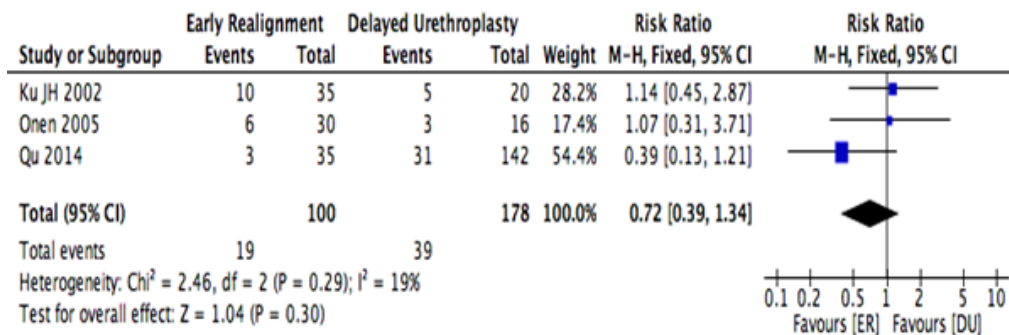 Early Realignment Delayed Urethroplasty Risk Ratio Risk Ratio
Study or Subgroup Events Total Events Total Weight M-H, Fixed, 95% CI M-H, Fixed, 95% CI
Ku JH 2002 10 35 5 20 28.2% 1.14 [0.45, 2.87]
Onen 2005 6 30 3 16 17.4% 1.07 [0.31, 3.71]
Qu 2014 3 35 31 142 54.4% 0.39 [0.13, 1.21]
Total (95% CI) 100 178 100.0% 0.72 [0.39, 1.34]
Total events 19 39
Heterogeneity: Chi² = 2.46, df = 2 (P = 0.29); I² = 19%
Test for overall effect: Z = 1.04 (P = 0.30)
0.1 0.2 0.5 1 2 5 10
Favours [ER] Favours [DU]